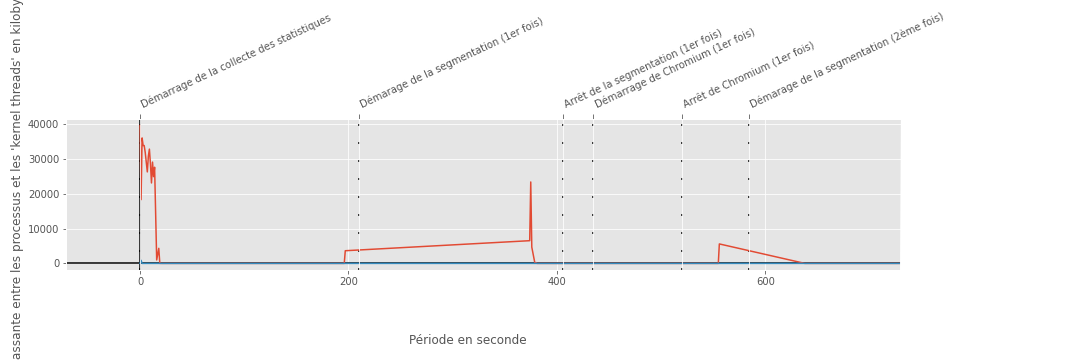 Démarrage de la collecte des statistiques
Démarage de la segmentation (1er fois)
Arrêt de la segmentation (1er fois)
Démarrage de Chromium (1er fois)
Arrêt de Chromium (1er fois)
Démarage de la segmentation (2ème fois)
assante entre les processus et les 'kernel threads' en kiloby
40000
30000
20000
10000
0
0
200
400
600
Période en seconde